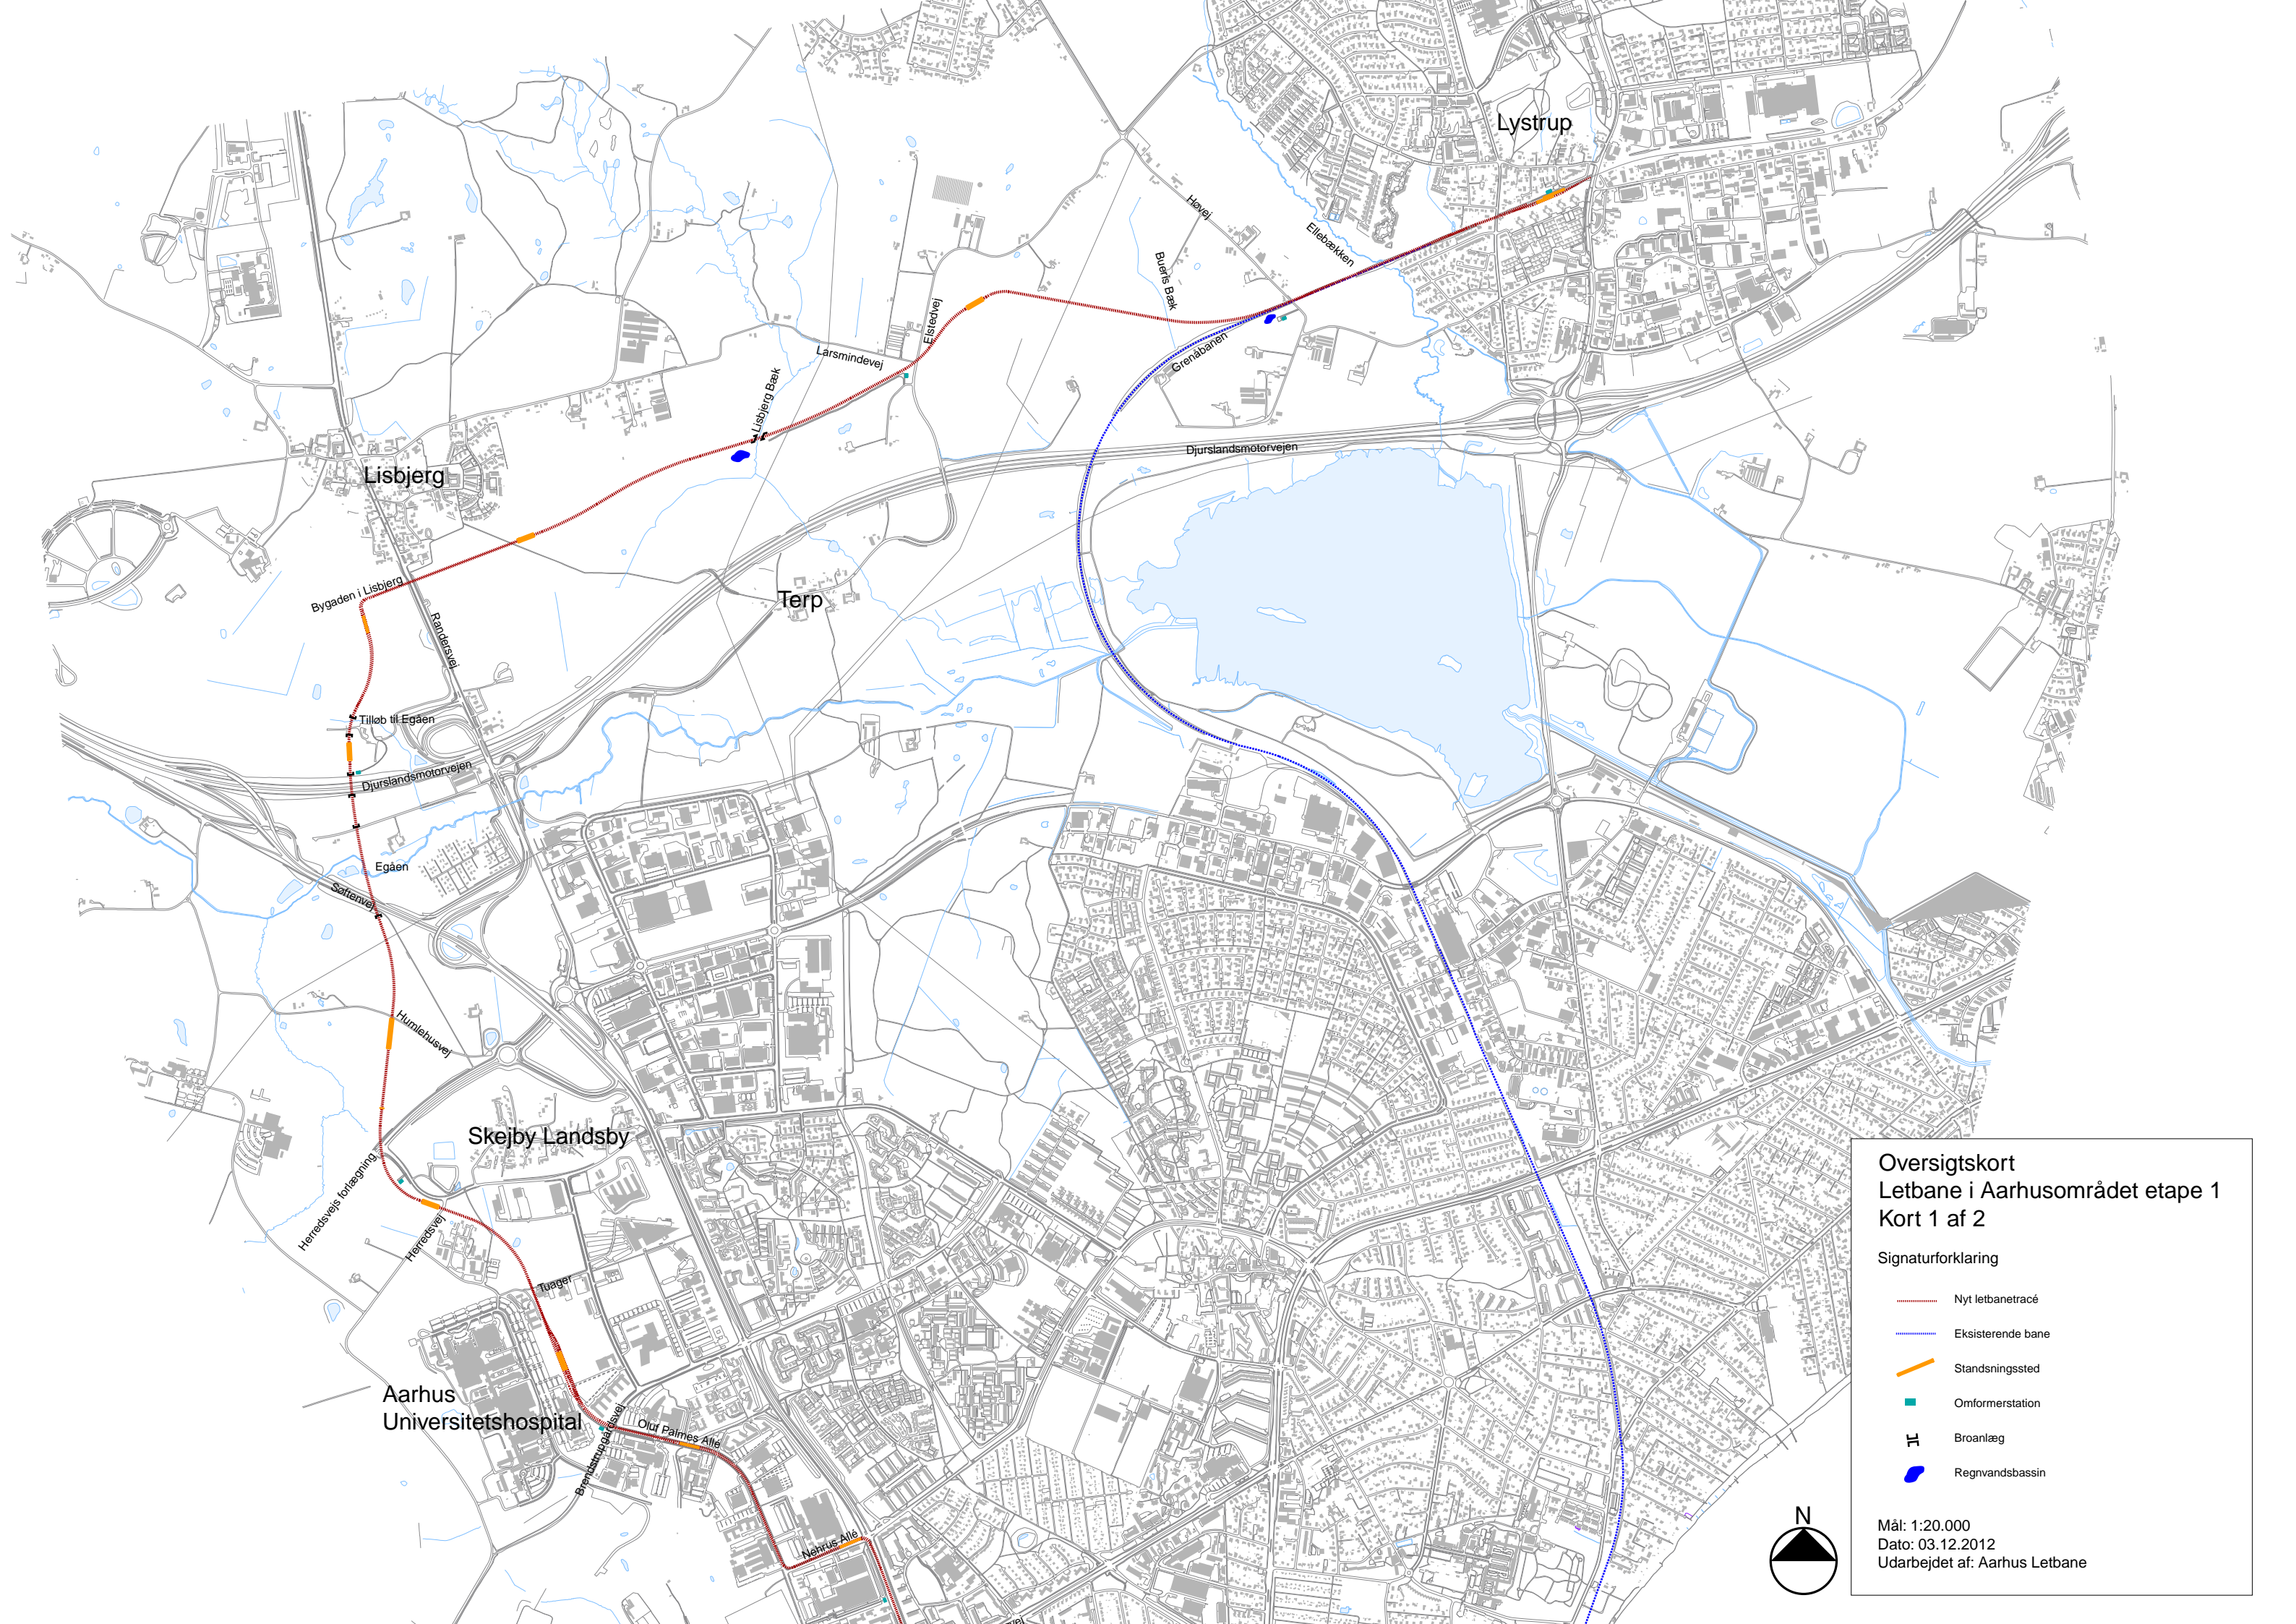 Lystrup
Høvej
Ellebækken
Bueris Bæk
Elstedvej
Grenåbanen
Larsmindevej
Lisbjerg Bæk
Djurslandsmotorvejen
Lisbjerg
Bygaden i Lisbjerg
Terp
Randersvej
Tilløb til Egåen
Djurslandsmotorvejen
Egåen
Søftenvej
Humlehusvej
Skejby Landsby
Herredsvejs forlægning
Herredsvej
Tuager
Aarhus
Universitetshospital
Brendstrupgårdsvej
Oluf Palmes Allé
Nehrus Allé
Oversigtskort
Letbane i Aarhusområdet etape 1
Kort 1 af 2
Signaturforklaring
Nyt letbanetracé
Eksisterende bane
Standsningssted
Omformerstation
Broanlæg
Regnvandsbassin
N
Mål: 1:20.000
Dato: 03.12.2012
Udarbejdet af: Aarhus Letbane